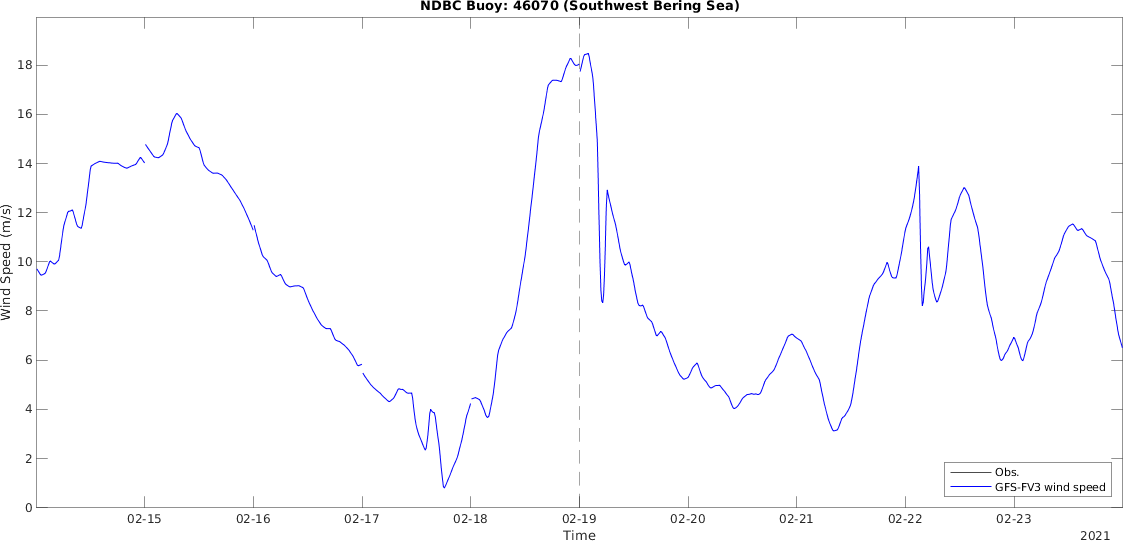 NDBC Buoy: 46070 (Southwest Bering Sea)
Wind Speed (m/s)
18
16
14
12
10
8
6
4
2
0
02-15 02-16 02-17 02-18 02-19 02-20 02-21 02-22 02-23
Time
2021
Obs.
GFS-FV3 wind speed